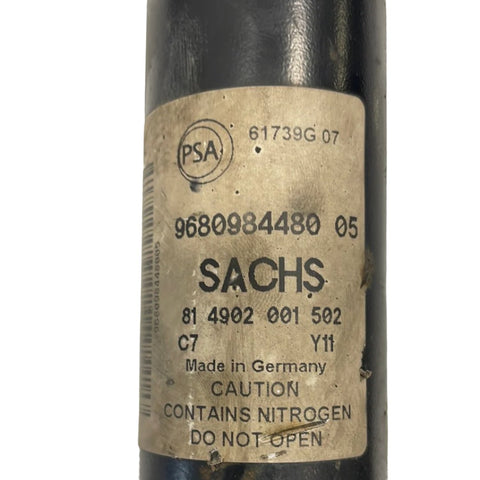 PSA
61739G 07
9680984480 05
SACHS
81 4902 001 502
C7 Y11
Made in Germany
CAUTION
CONTAINS NITROGEN
DO NOT OPEN